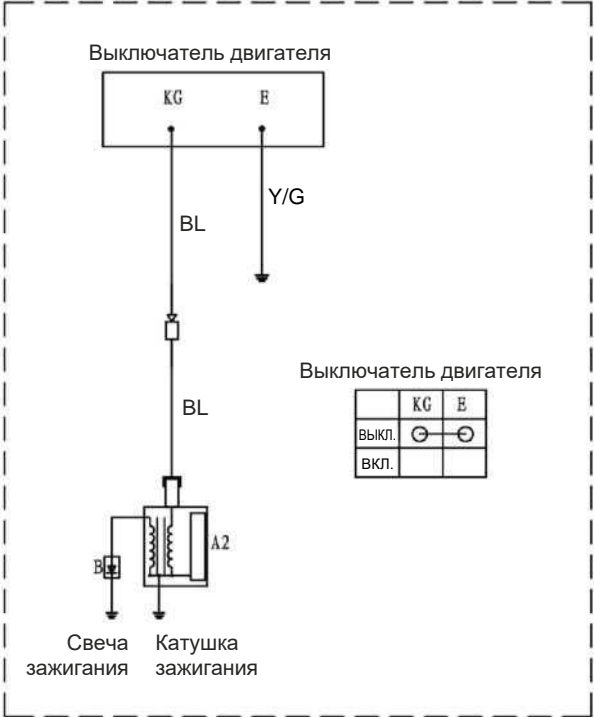 Выключатель двигателя
KG E
Y/G
BL
BL
Выключатель двигателя
KG E
ВЫКЛ.
ВКЛ.
A2
B
Свеча зажигания
Катушка зажигания